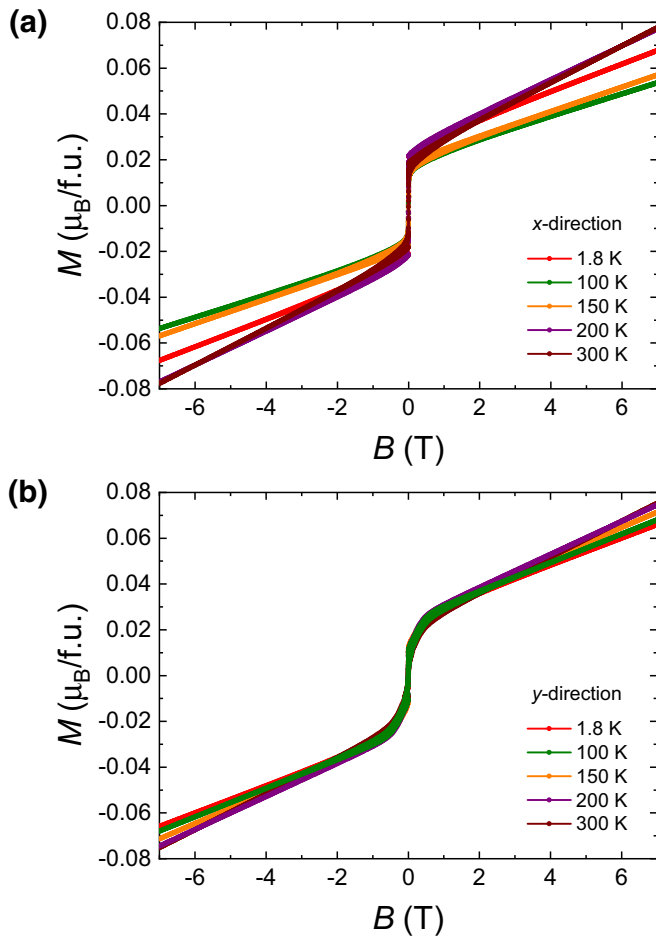 (a)
0.08
0.06
0.04
0.02
0.00
-0.02
-0.04
-0.06
-0.08
M (μB/f.u.)
x-direction
1.8 K
100 K
150 K
200 K
300 K
-6 -4 -2 0 2 4 6
B (T)
(b)
0.08
0.06
0.04
0.02
0.00
-0.02
-0.04
-0.06
-0.08
M (μB/f.u.)
y-direction
1.8 K
100 K
150 K
200 K
300 K
-6 -4 -2 0 2 4 6
B (T)